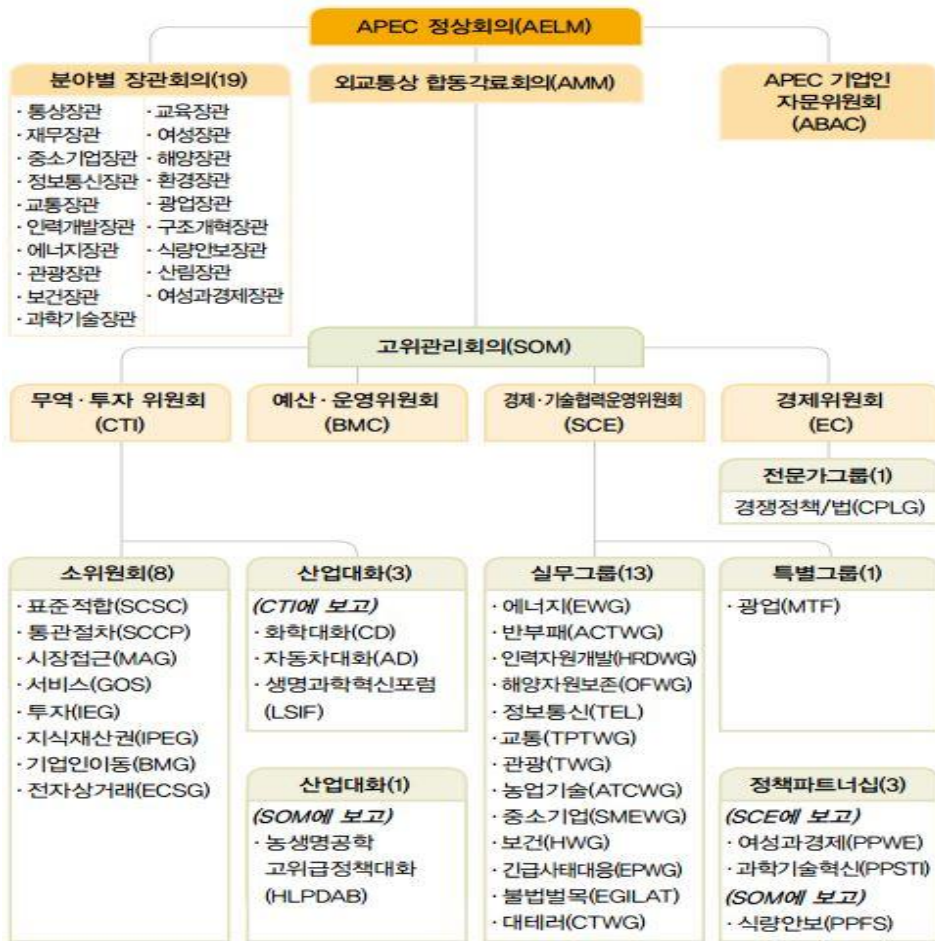 APEC 정상회의(AELM)
분야별 장관회의(19)
· 통상장관
· 재무장관
· 중소기업장관
· 정보통신장관
· 교통장관
· 인력개발장관
· 에너지장관
· 관광장관
· 보건장관
· 과학기술장관
· 교육장관
· 여성장관
· 해양장관
· 환경장관
· 광업장관
· 구조개혁장관
· 식량안보장관
· 산림장관
· 여성과경제장관
외교통상 합동각료회의(AMM)
APEC 기업인
자문위원회
(ABAC)
고위관리회의(SOM)
무역·투자 위원회
(CTI)
예산·운영위원회
(BMC)
경제·기술협력운영위원회
(SCE)
경제위원회
(EC)
전문가그룹(1)
경쟁정책/법(CPLG)
소위원회(8)
· 표준적합(SCSC)
· 통관절차(SCCP)
· 시장접근(MAG)
· 서비스(GOS)
· 투자(IEG)
· 지식재산권(IPEG)
· 기업인이동(BMG)
· 전자상거래(ECSG)
산업대화(3)
(CTI에 보고)
· 화학대화(CD)
· 자동차대화(AD)
· 생명과학혁신포럼
(LSIF)
산업대화(1)
(SOM에 보고)
· 농생명공학
고위급정책대화
(HLPDAB)
실무그룹(13)
· 에너지(EWG)
· 반부패(ACTWG)
· 인력자원개발(HRDWG)
· 해양자원보존(OFWG)
· 정보통신(TEL)
· 교통(TPTWG)
· 관광(TWG)
· 농업기술(ATCWG)
· 중소기업(SMEWG)
· 보건(HWG)
· 긴급사태대응(EPWG)
· 불법벌목(EGILAT)
· 대테러(CTWG)
특별그룹(1)
· 광업(MTF)
정책파트너십(3)
(SCE에 보고)
· 여성과경제(PPWE)
· 과학기술혁신(PPSTI)
(SOM에 보고)
· 식량안보(PPFS)